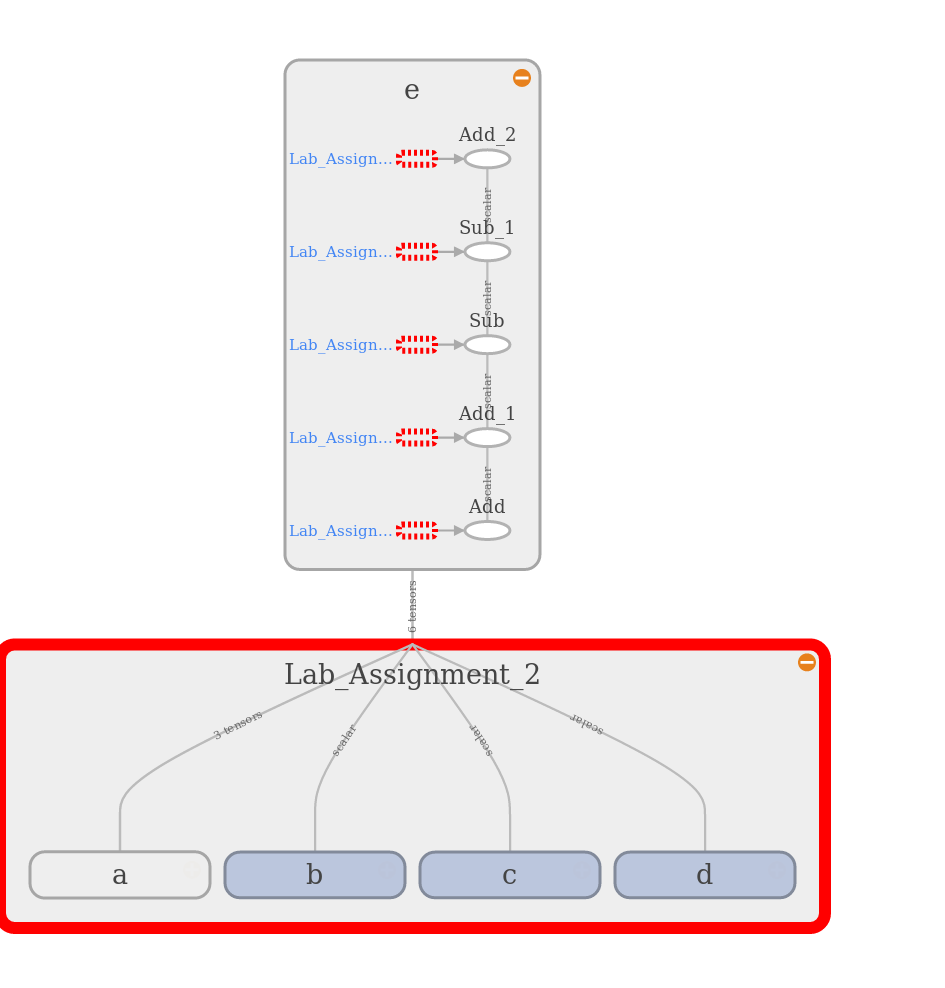 e
Add_2
Lab_Assign...
scalar
Sub_1
Lab_Assign...
scalar
Sub
Lab_Assign...
scalar
Add_1
Lab_Assign...
scalar
Add
Lab_Assign...
6 tensors
Lab_Assignment_2
3 tensors
scalar
scalar
scalar
a
b
c
d